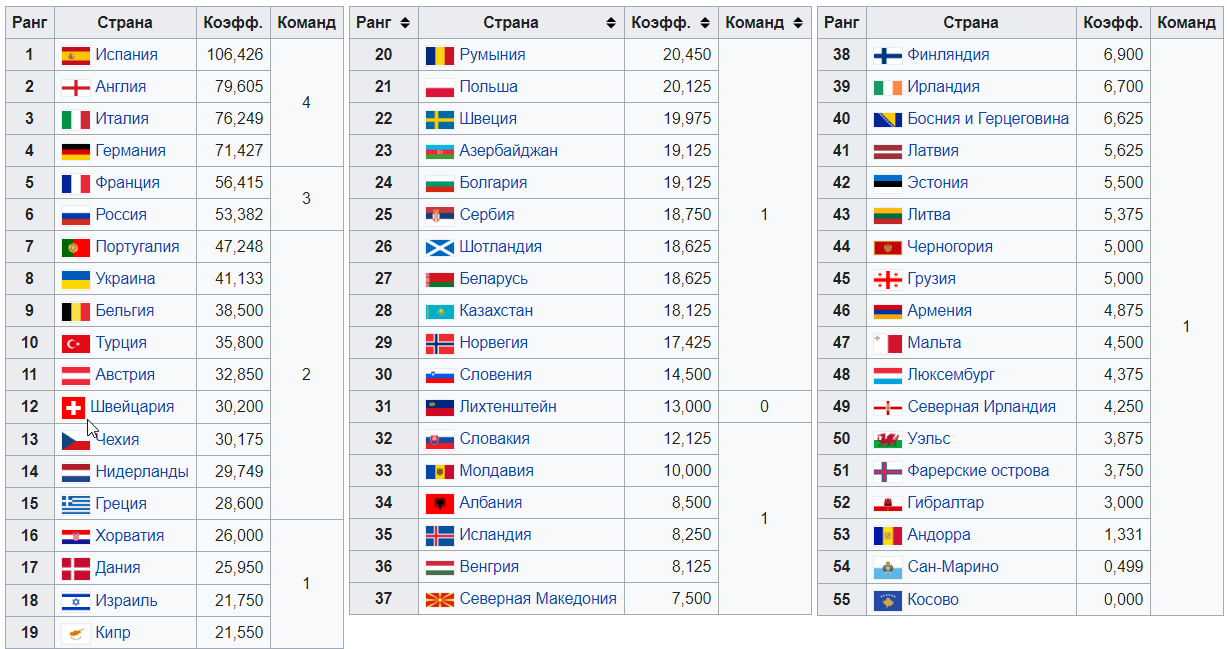 Ранг Страна Коэфф. Команд
1 Испания 106,426
2 Англия 79,605
4
3 Италия 76,249
4 Германия 71,427
5 Франция 56,415
3
6 Россия 53,382
7 Португалия 47,248
8 Украина 41,133
9 Бельгия 38,500
10 Турция 35,800
11 Австрия 32,850 2
12 Швейцария 30,200
13 Чехия 30,175
14 Нидерланды 29,749
15 Греция 28,600
16 Хорватия 26,000
17 Дания 25,950
1
18 Израиль 21,750
19 Кипр 21,550
Ранг Страна Коэфф. Команд
20 Румыния 20,450
21 Польша 20,125
22 Швеция 19,975
23 Азербайджан 19,125
24 Болгария 19,125
25 Сербия 18,750 1
26 Шотландия 18,625
27 Беларусь 18,625
28 Казахстан 18,125
29 Норвегия 17,425
30 Словения 14,500
31 Лихтенштейн 13,000 0
32 Словакия 12,125
33 Молдавия 10,000
34 Албания 8,500
1
35 Исландия 8,250
36 Венгрия 8,125
37 Северная Македония 7,500
Ранг Страна Коэфф. Команд
38 Финляндия 6,900
39 Ирландия 6,700
40 Босния и Герцеговина 6,625
41 Латвия 5,625
42 Эстония 5,500
43 Литва 5,375
44 Черногория 5,000
45 Грузия 5,000
46 Армения 4,875
1
47 Мальта 4,500
48 Люксембург 4,375
49 Северная Ирландия 4,250
50 Уэльс 3,875
51 Фарерские острова 3,750
52 Гибралтар 3,000
53 Андорра 1,331
54 Сан-Марино 0,499
55 Косово 0,000